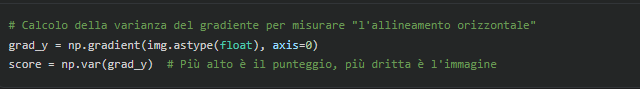 # Calcolo della varianza del gradiente per misurare "l'allineamento orizzontale"
grad_y = np.gradient(img.astype(float), axis=0)
score = np.var(grad_y)  # Più alto è il punteggio, più dritta è l'immagine